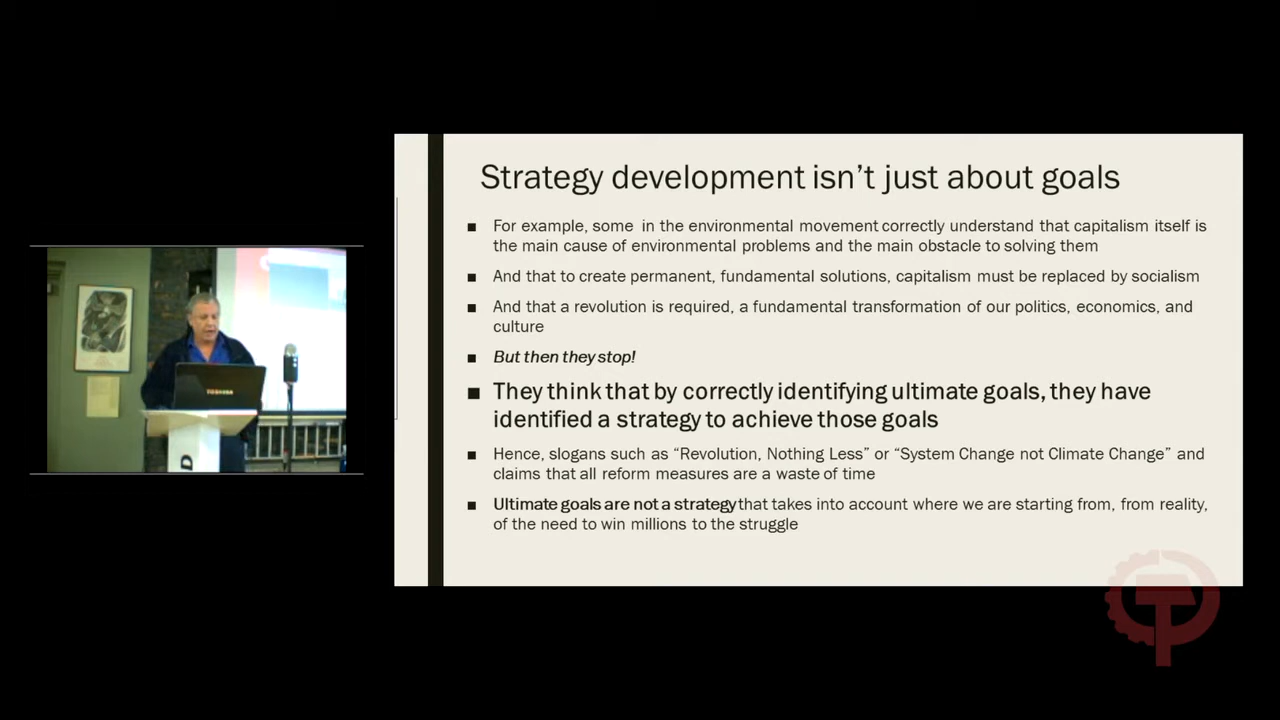 Strategy development isn't just about goals
■ For example, some in the environmental movement correctly understand that capitalism itself is
the main cause of environmental problems and the main obstacle to solving them
■ And that to create permanent, fundamental solutions, capitalism must be replaced by socialism
■ And that a revolution is required, a fundamental transformation of our politics, economics, and
culture
■ But then they stop!
■ They think that by correctly identifying ultimate goals, they have
identified a strategy to achieve those goals
■ Hence, slogans such as “Revolution, Nothing Less” or “System Change not Climate Change” and
claims that all reform measures are a waste of time
■ Ultimate goals are not a strategy that takes into account where we are starting from, from reality,
of the need to win millions to the struggle
TOSHIBA
D